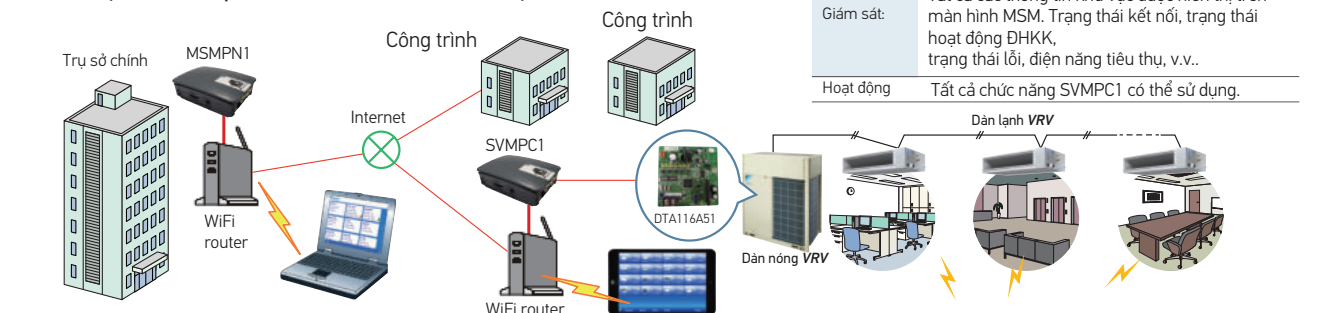 Trụ sở chính
MSMPN1
WiFi
router
Internet
Công trình
Công trình
SVMPC1
WiFi router
DTA116A51
Dàn nóng VRV
Dàn lạnh VRV
Giám sát:
màn hình MSM. Trạng thái kết nối, trạng thái
hoạt động ĐHKK,
trạng thái lỗi, điện năng tiêu thụ, v.v..
Hoạt động
Tất cả chức năng SVMPC1 có thể sử dụng.